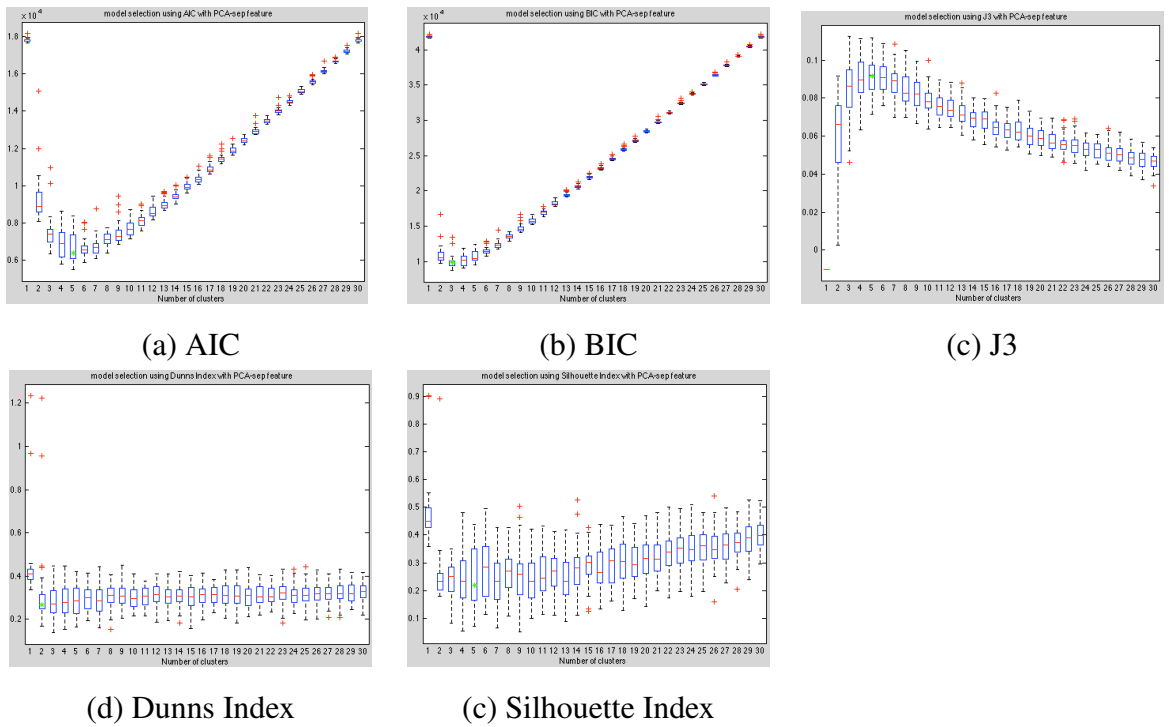 model selection using AIC with PCA-sep feature
x 10^4
1.8
1.6
1.4
1.2
1
0.8
0.6
1 2 3 4 5 6 7 8 9 10 11 12 13 14 15 16 17 18 19 20 21 22 23 24 25 26 27 28 29 30
Number of clusters
(a) AIC
model selection using BIC with PCA-sep feature
x 10^4
4
3.5
3
2.5
2
1.5
1
1 2 3 4 5 6 7 8 9 10 11 12 13 14 15 16 17 18 19 20 21 22 23 24 25 26 27 28 29 30
Number of clusters
(b) BIC
model selection using J3 with PCA-sep feature
0.1
0.08
0.06
0.04
0.02
0
1 2 3 4 5 6 7 8 9 10 11 12 13 14 15 16 17 18 19 20 21 22 23 24 25 26 27 28 29 30
Number of clusters
(c) J3
model selection using Dunns Index with PCA-sep feature
1.2
1
0.8
0.6
0.4
0.2
1 2 3 4 5 6 7 8 9 10 11 12 13 14 15 16 17 18 19 20 21 22 23 24 25 26 27 28 29 30
Number of clusters
(d) Dunns Index
model selection using Silhouette Index with PCA-sep feature
0.9
0.8
0.7
0.6
0.5
0.4
0.3
0.2
0.1
1 2 3 4 5 6 7 8 9 10 11 12 13 14 15 16 17 18 19 20 21 22 23 24 25 26 27 28 29 30
Number of clusters
(c) Silhouette Index